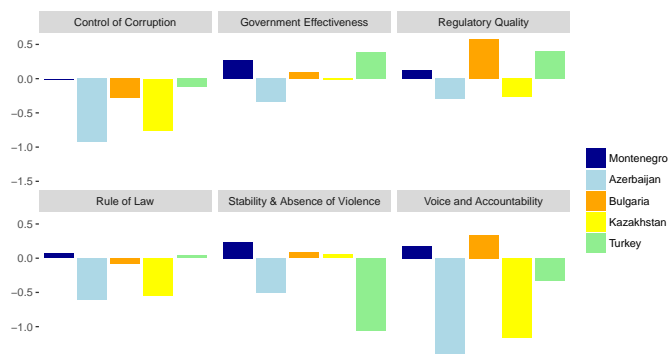 Control of Corruption
Government Effectiveness
Regulatory Quality
0.5
0.0
−0.5
−1.0
−1.5
Rule of Law
Stability & Absence of Violence
Voice and Accountability
0.5
0.0
−0.5
−1.0
Montenegro
Azerbaijan
Bulgaria
Kazakhstan
Turkey